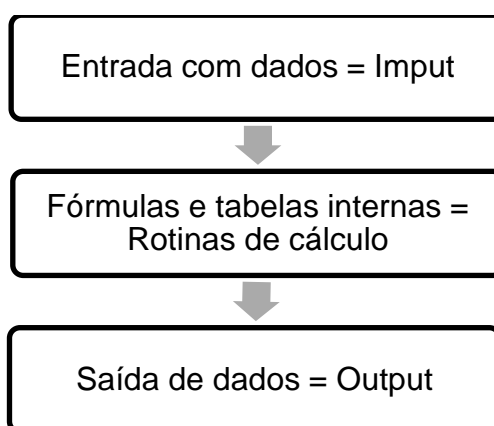 Entrada com dados = Imput
Fórmulas e tabelas internas =
Rotinas de cálculo
Saída de dados = Output